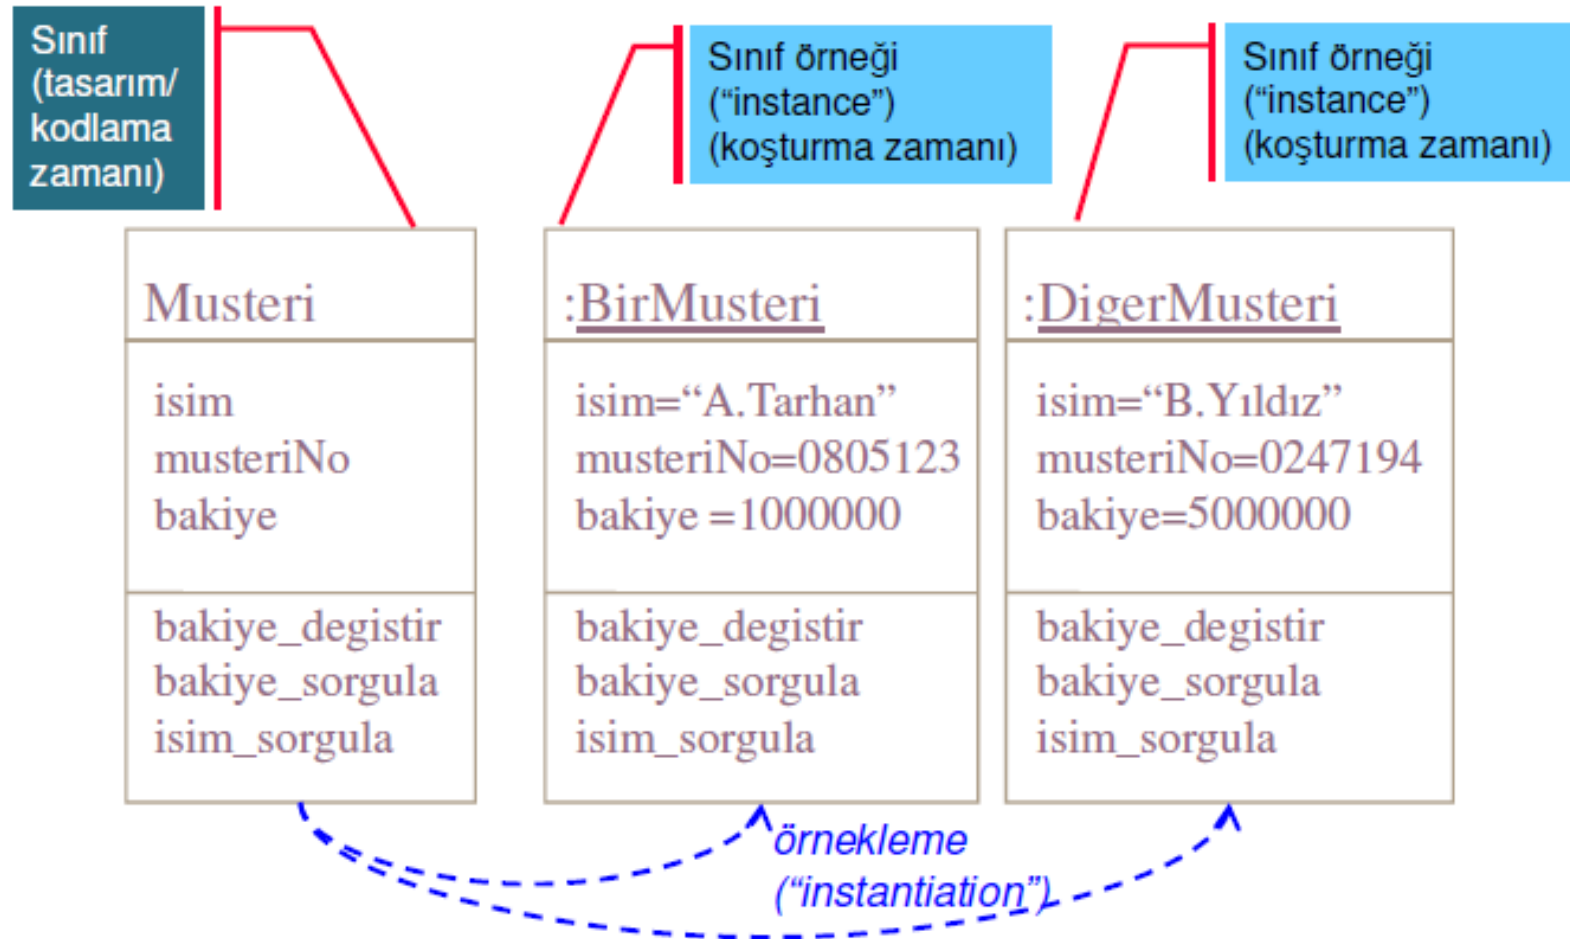 Sınıf
(tasarım/
kodlama
zamanı)
Sınıf örneği
(“instance”)
(koşturma zamanı)
Sınıf örneği
(“instance”)
(koşturma zamanı)
Musteri
isim
musteriNo
bakiye
bakiye_degistir
bakiye_sorgula
isim_sorgula
:BirMusteri
isim=“A.Tarhan”
musteriNo=0805123
bakiye =1000000
bakiye_degistir
bakiye_sorgula
isim_sorgula
:DigerMusteri
isim=“B.Yıldız”
musteriNo=0247194
bakiye=5000000
bakiye_degistir
bakiye_sorgula
isim_sorgula
örnekleme
(“instantiation”)